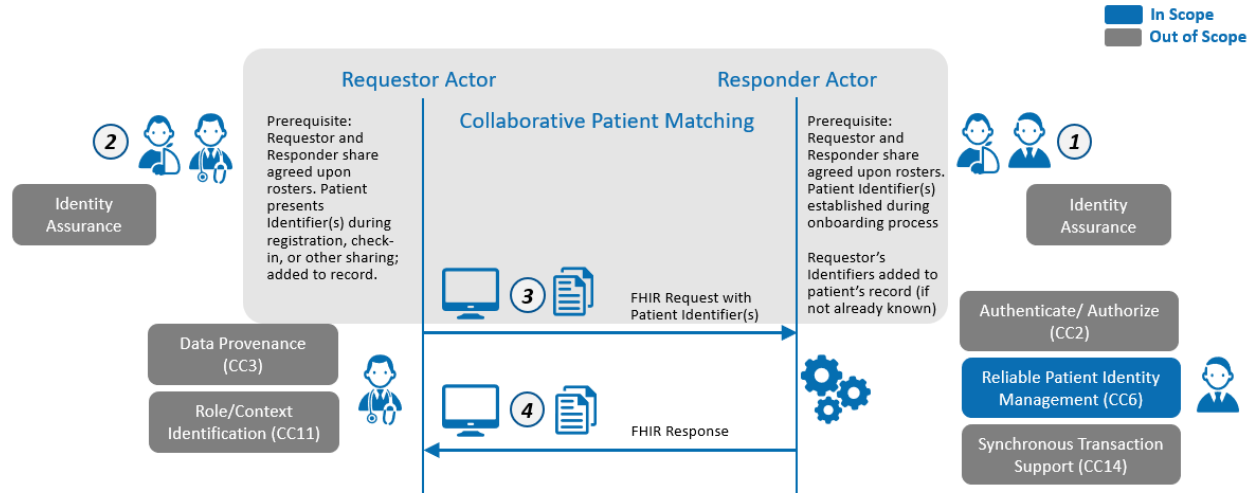 In Scope
Out of Scope
Requestor Actor
Responder Actor
Collaborative Patient Matching
2
Identity
Assurance
Prerequisite:
Requestor and
Responder share
agreed upon
rosters. Patient
presents
Identifier(s) during
registration, check-
in, or other sharing;
added to record.
Prerequisite:
Requestor and
Responder share
agreed upon rosters.
Patient Identifier(s)
established during
onboarding process
Requestor’s
Identifiers added to
patient’s record (if
not already known)
1
Identity
Assurance
3
FHIR Request with
Patient Identifier(s)
Data Provenance
(CC3)
Role/Context
Identification (CC11)
4
FHIR Response
Authenticate/ Authorize
(CC2)
Reliable Patient Identity
Management (CC6)
Synchronous Transaction
Support (CC14)